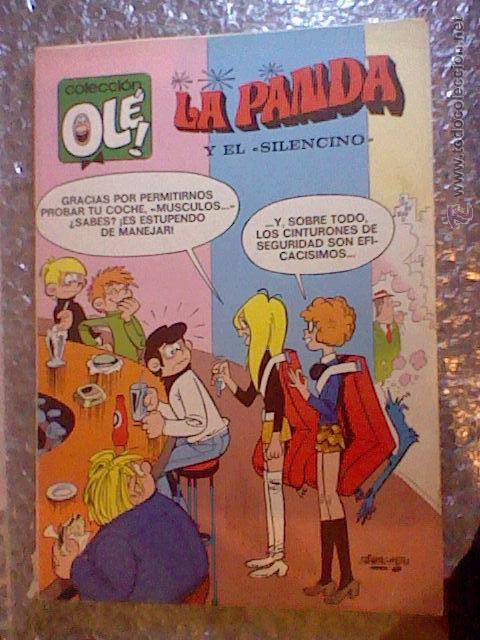 colección
OLÉ!
LA PANDA
Y EL «SILENCINO»
GRACIAS POR PERMITIRNOS
PROBAR TU COCHE, «MUSCULOS...»
¿SABES? ¡ES ESTUPENDO
DE MANEJAR!
...Y, SOBRE TODO,
LOS CINTURONES DE
SEGURIDAD SON EFI-
CACISIMOS...
www.todocoleccion.net